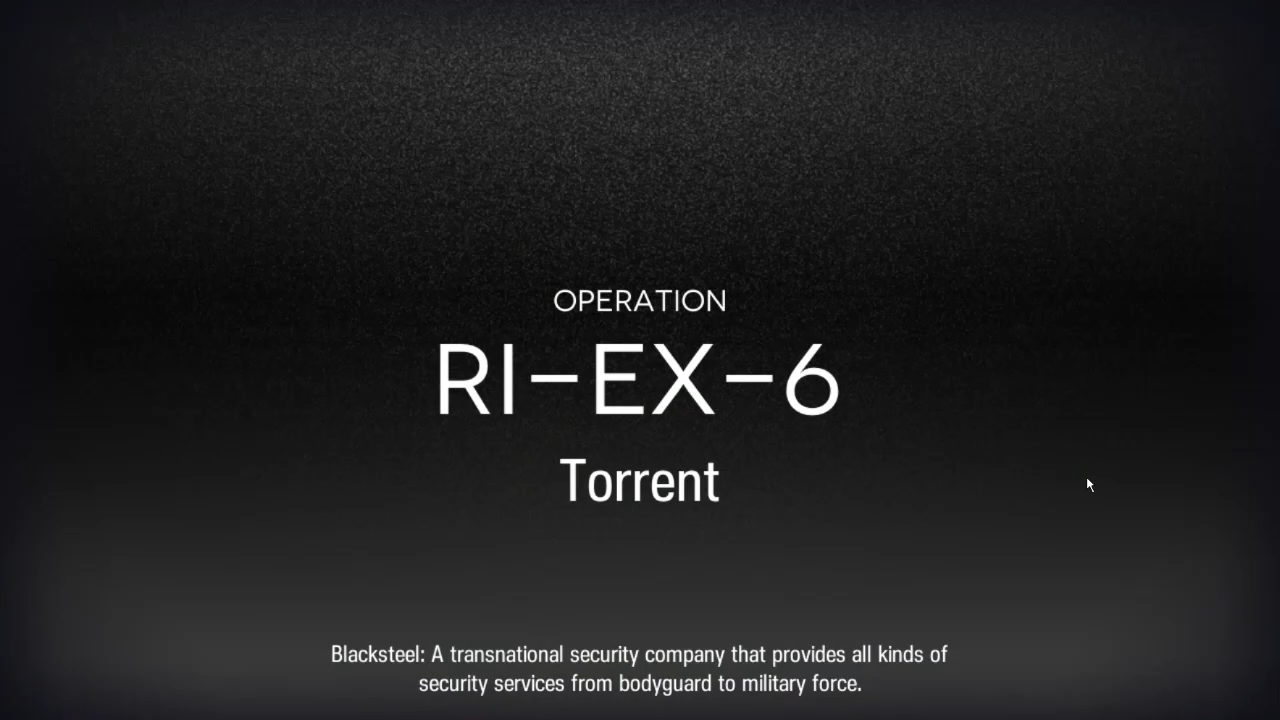 OPERATION
RI-EX-6
Torrent
Blacksteel: A transnational security company that provides all kinds of
security services from bodyguard to military force.